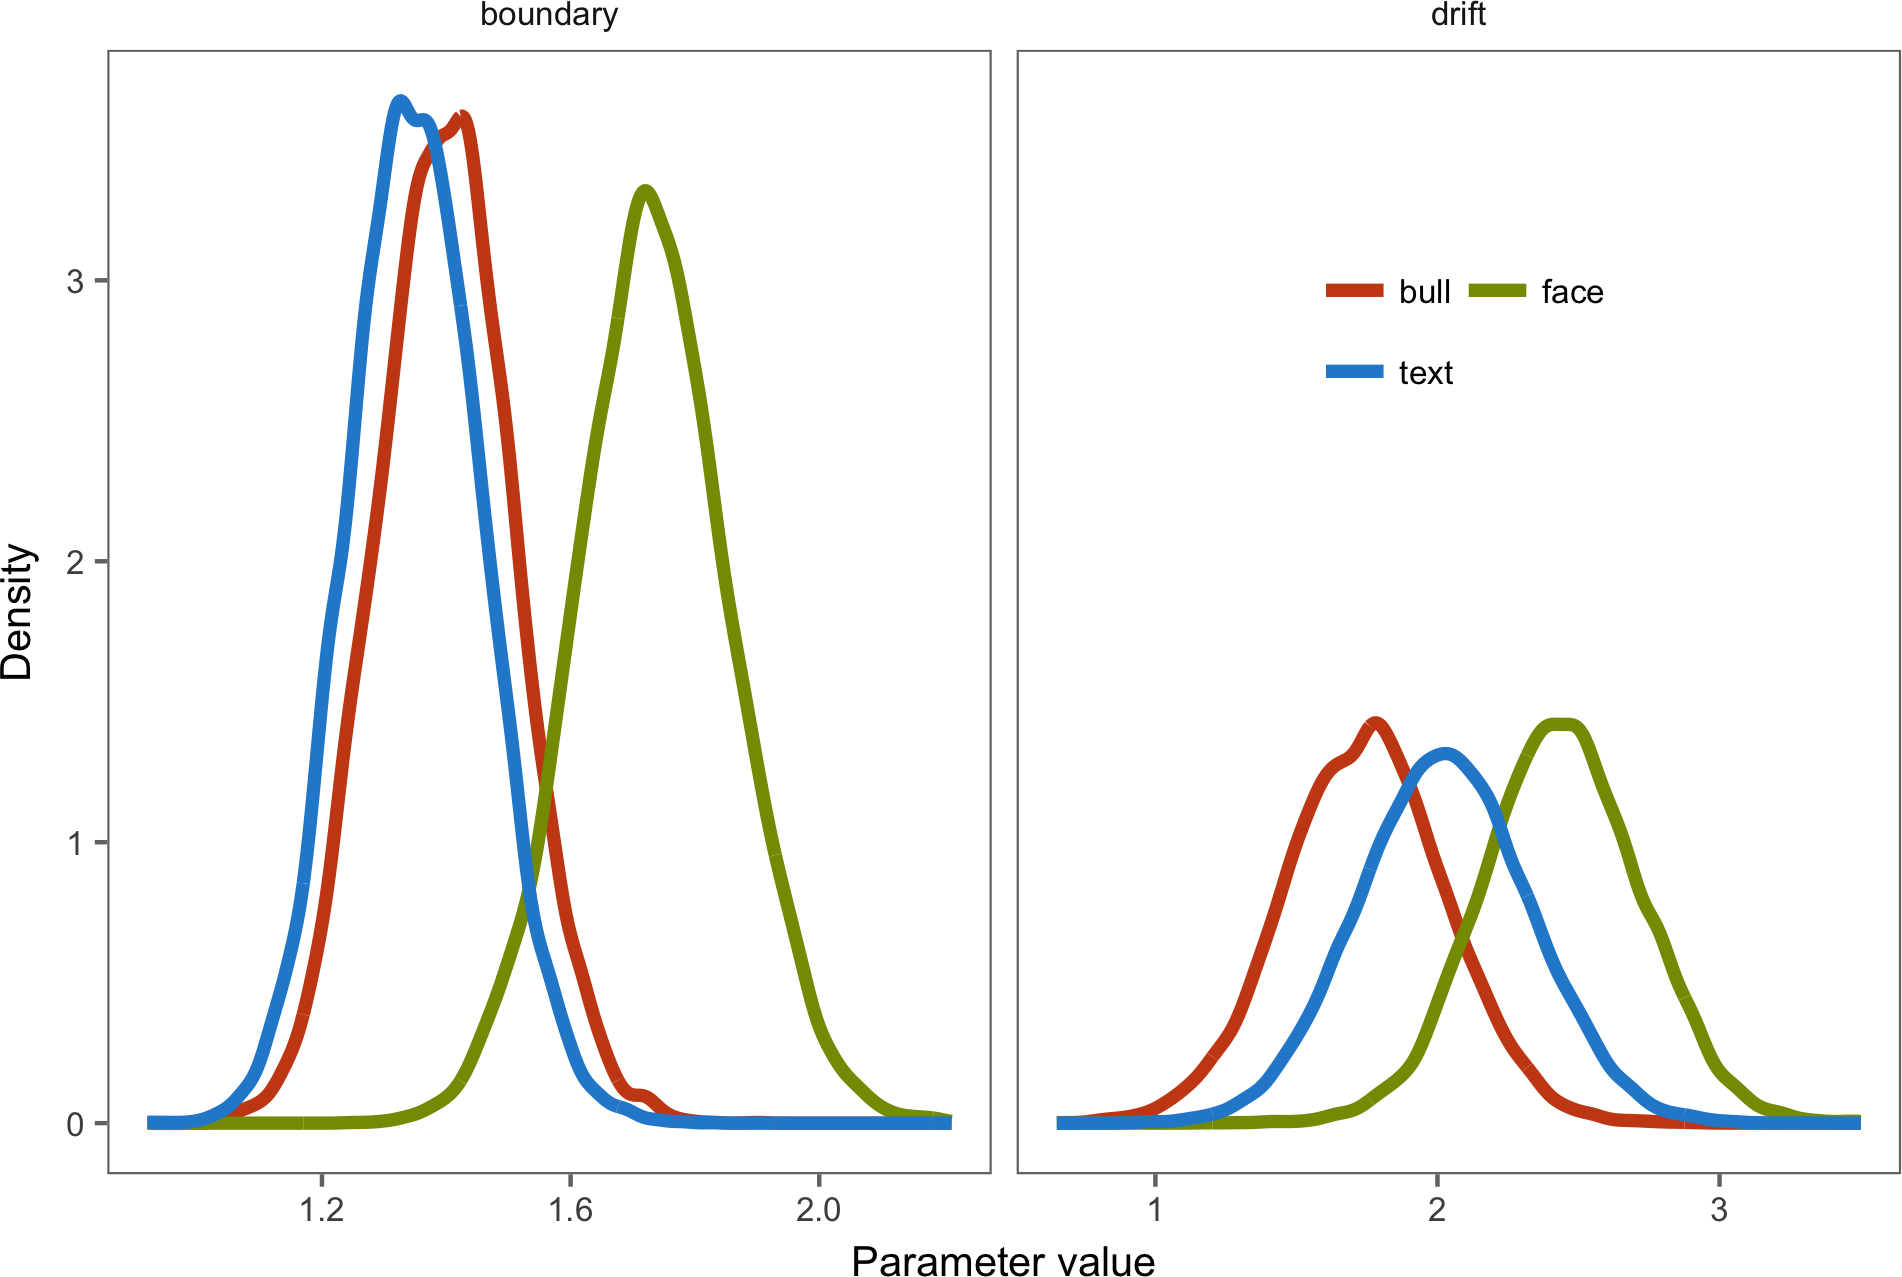 boundary
drift
Density
3
2
1
0
bull
face
text
1.2
1.6
2.0
1
2
3
Parameter value